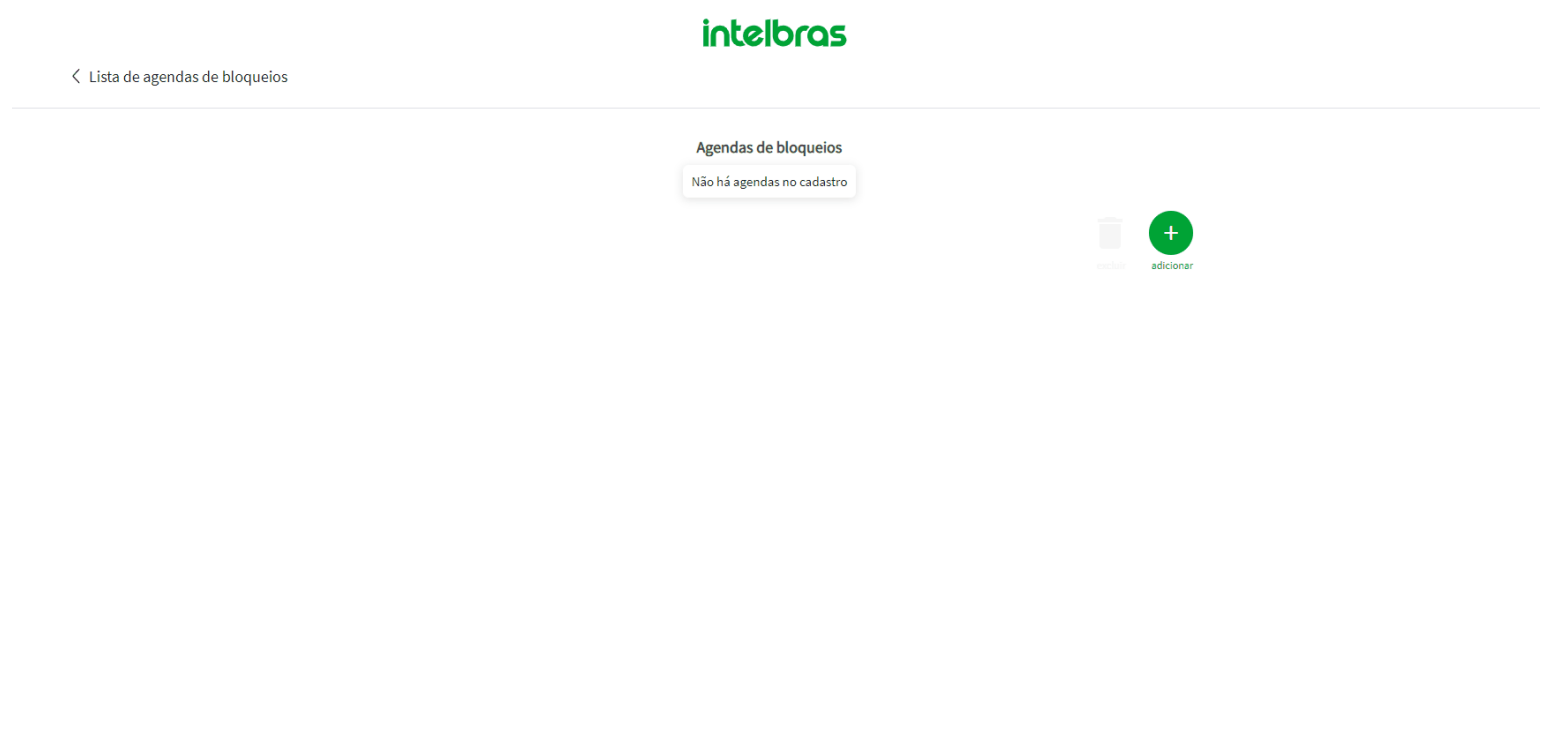 intelbras
Lista de agendas de bloqueios
Agendas de bloqueios
Não há agendas no cadastro
adicionar